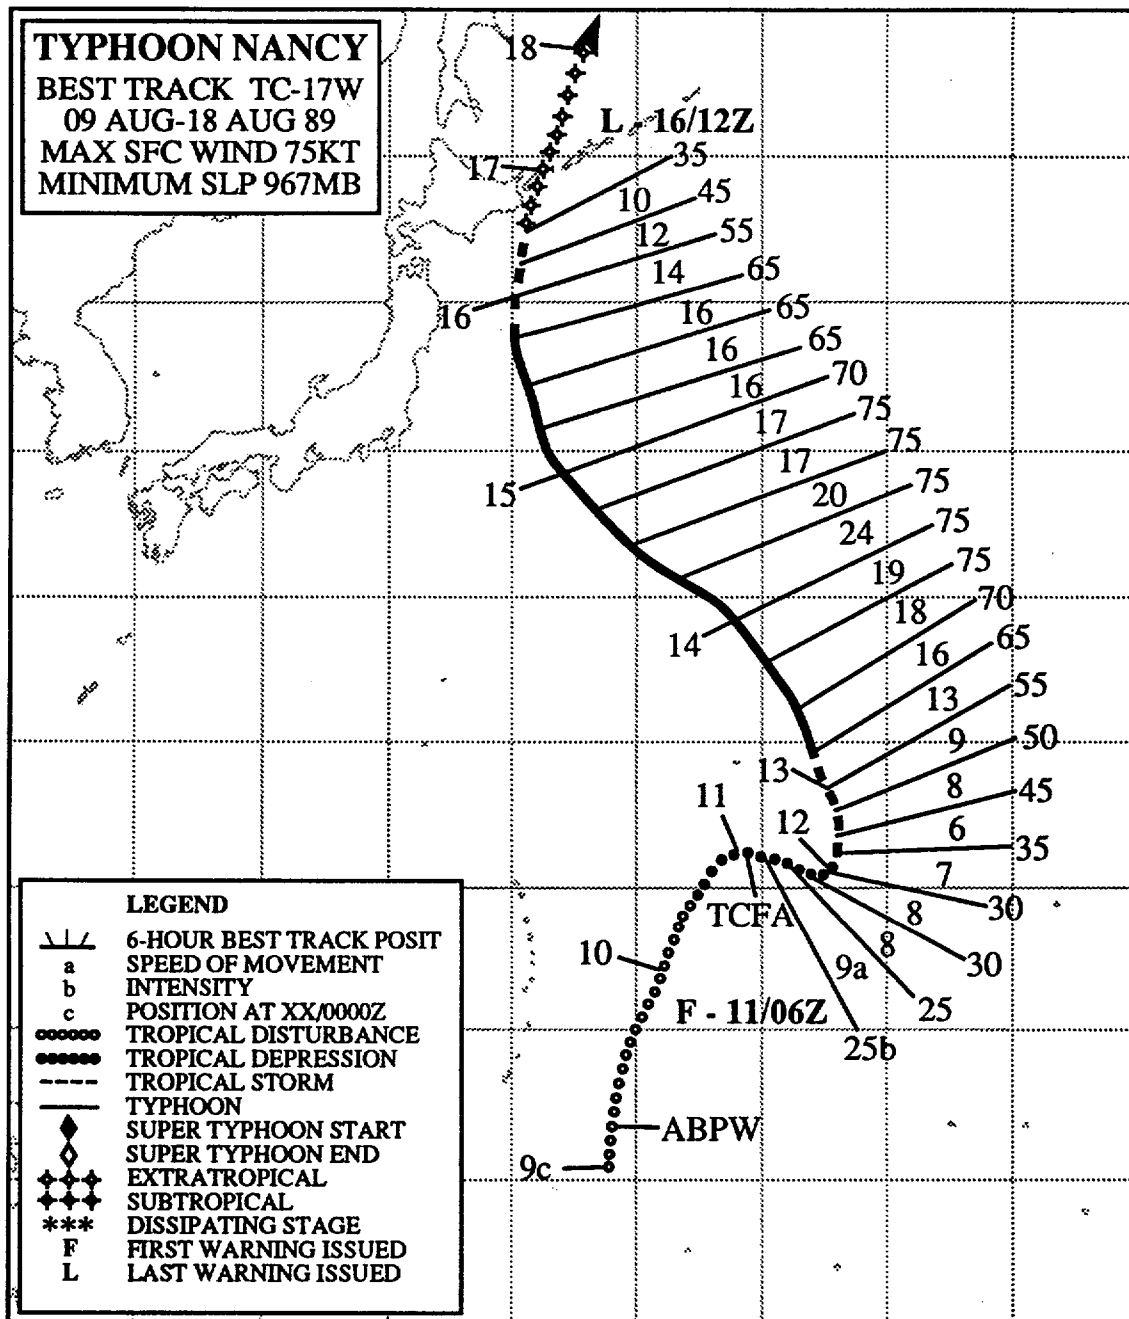 TYPHOON NANCY
BEST TRACK TC-17W
09 AUG-18 AUG 89
MAX SFC WIND 75KT
MINIMUM SLP 967MB
18
L - 16/12Z
17
35
10
45
12
55
14
65
16
16
65
16
65
16
70
17
75
15
17
75
20
75
24
75
19
75
14
18
70
16
65
13
55
9
50
13
8
45
11
12
6
35
7
30
TCFA
8
10
8
30
9a
25
F - 11/06Z
25b
ABPW
9c
LEGEND
6-HOUR BEST TRACK POSIT
a SPEED OF MOVEMENT
b INTENSITY
c POSITION AT XX/0000Z
TROPICAL DISTURBANCE
TROPICAL DEPRESSION
TROPICAL STORM
TYPHOON
SUPER TYPHOON START
SUPER TYPHOON END
EXTRATROPICAL
SUBTROPICAL
*** DISSIPATING STAGE
F FIRST WARNING ISSUED
L LAST WARNING ISSUED